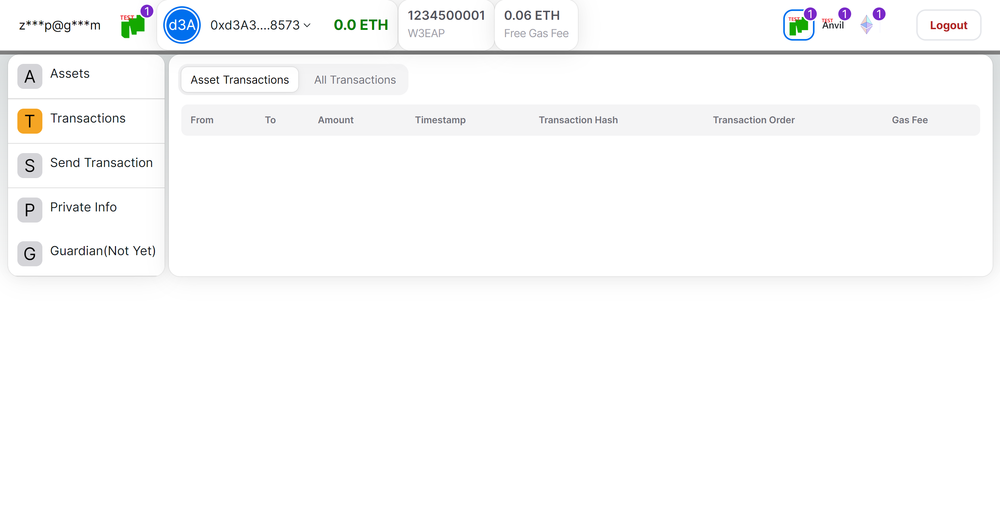 z***p@g***m
TEST
1
d3A
0xd3A3....8573
0.0 ETH
1234500001
W3EAP
0.06 ETH
Free Gas Fee
TEST
1
TEST
Anvil
1
1
Logout
A
Assets
T
Transactions
S
Send Transaction
P
Private Info
G
Guardian(Not Yet)
Asset Transactions
All Transactions
From To Amount Timestamp Transaction Hash Transaction Order Gas Fee